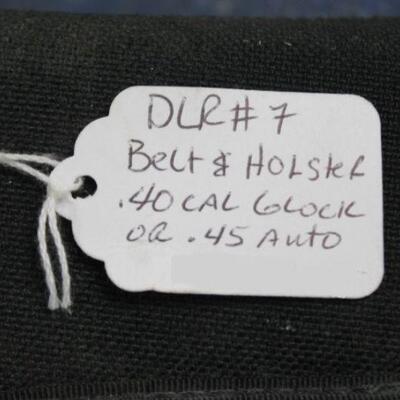 DLR#7
Belt & Holster
.40 CAL Glock
OR .45 Auto